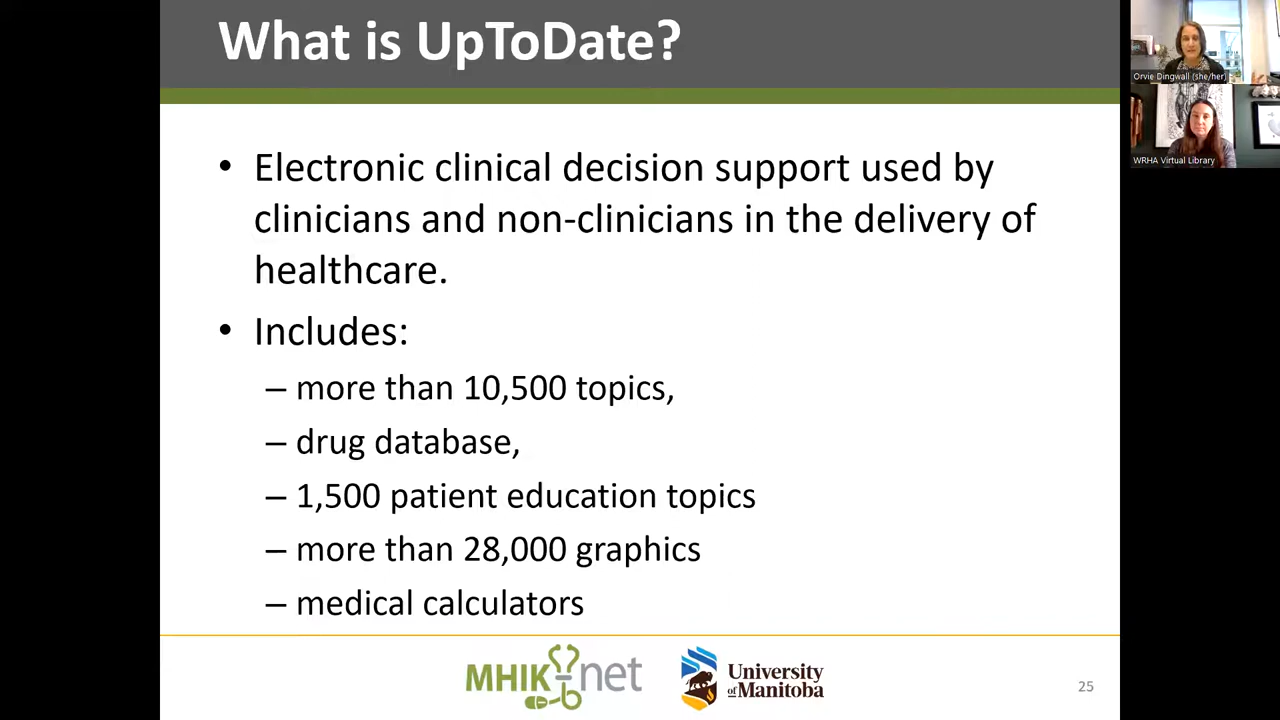 What is UpToDate?
• Electronic clinical decision support used by
clinicians and non-clinicians in the delivery of
healthcare.
• Includes:
– more than 10,500 topics,
– drug database,
– 1,500 patient education topics
– more than 28,000 graphics
– medical calculators
MHIKnet
University
of Manitoba
25
Orvie Dingwall (she/her)
WRHA Virtual Library